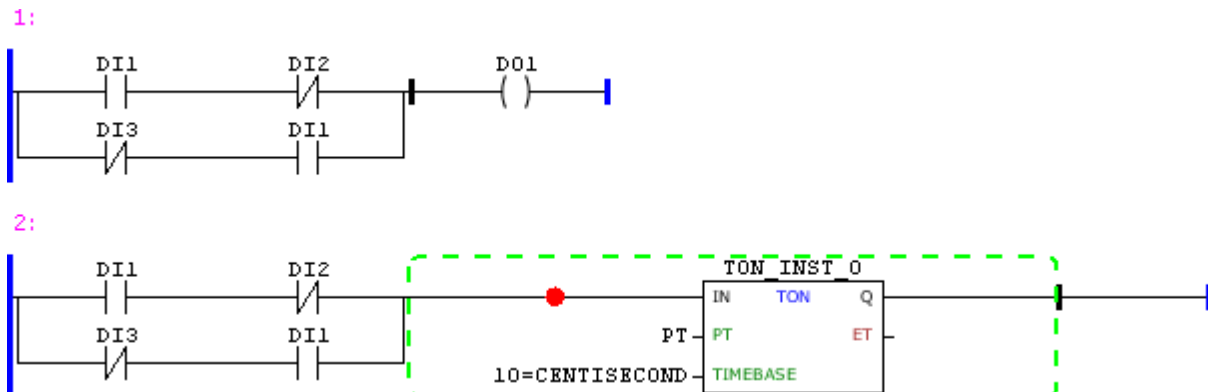 1:
DI1 DI2 DO1
DI3 DI1
2:
DI1 DI2 TON_INST_0
IN TON Q
DI3 DI1 PT PT ET
10=CENTISECOND TIMEBASE